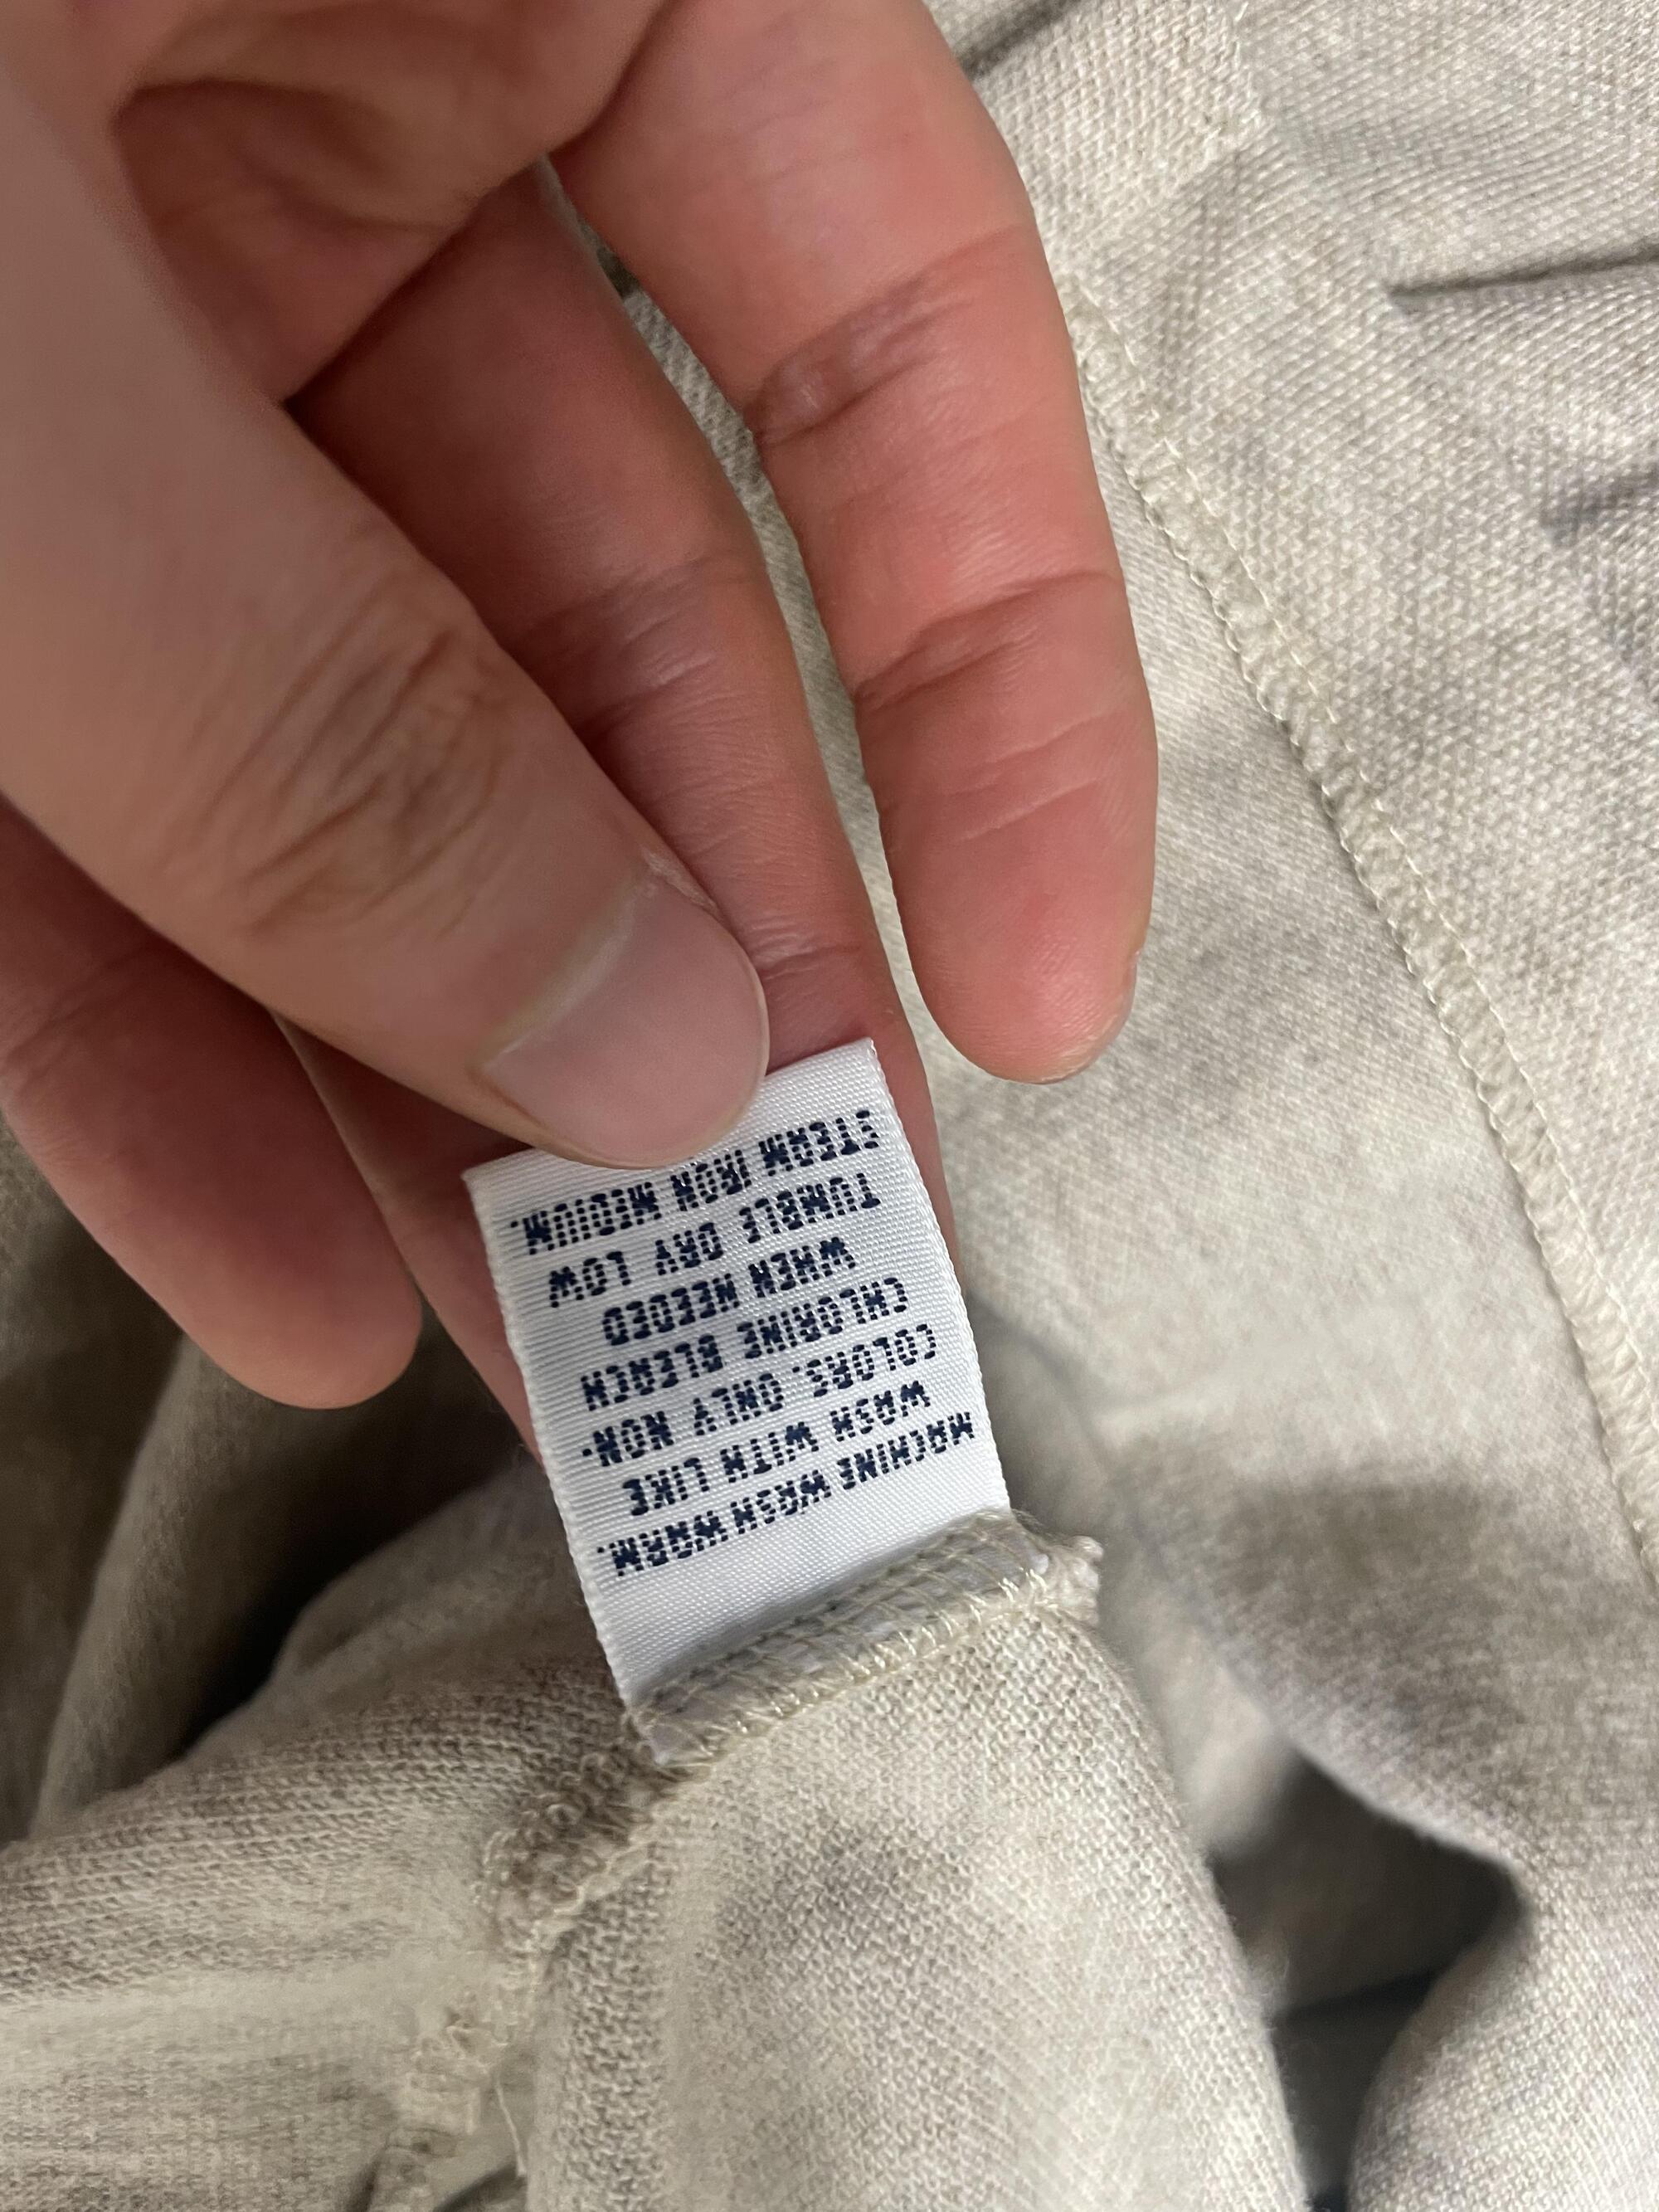 MACHINE WASH WARM.
WASH WITH LIKE
COLORS. ONLY NON-
CHLORINE BLEACH
WHEN NEEDED
TUMBLE DRY LOW
STEAM IRON MEDIUM.